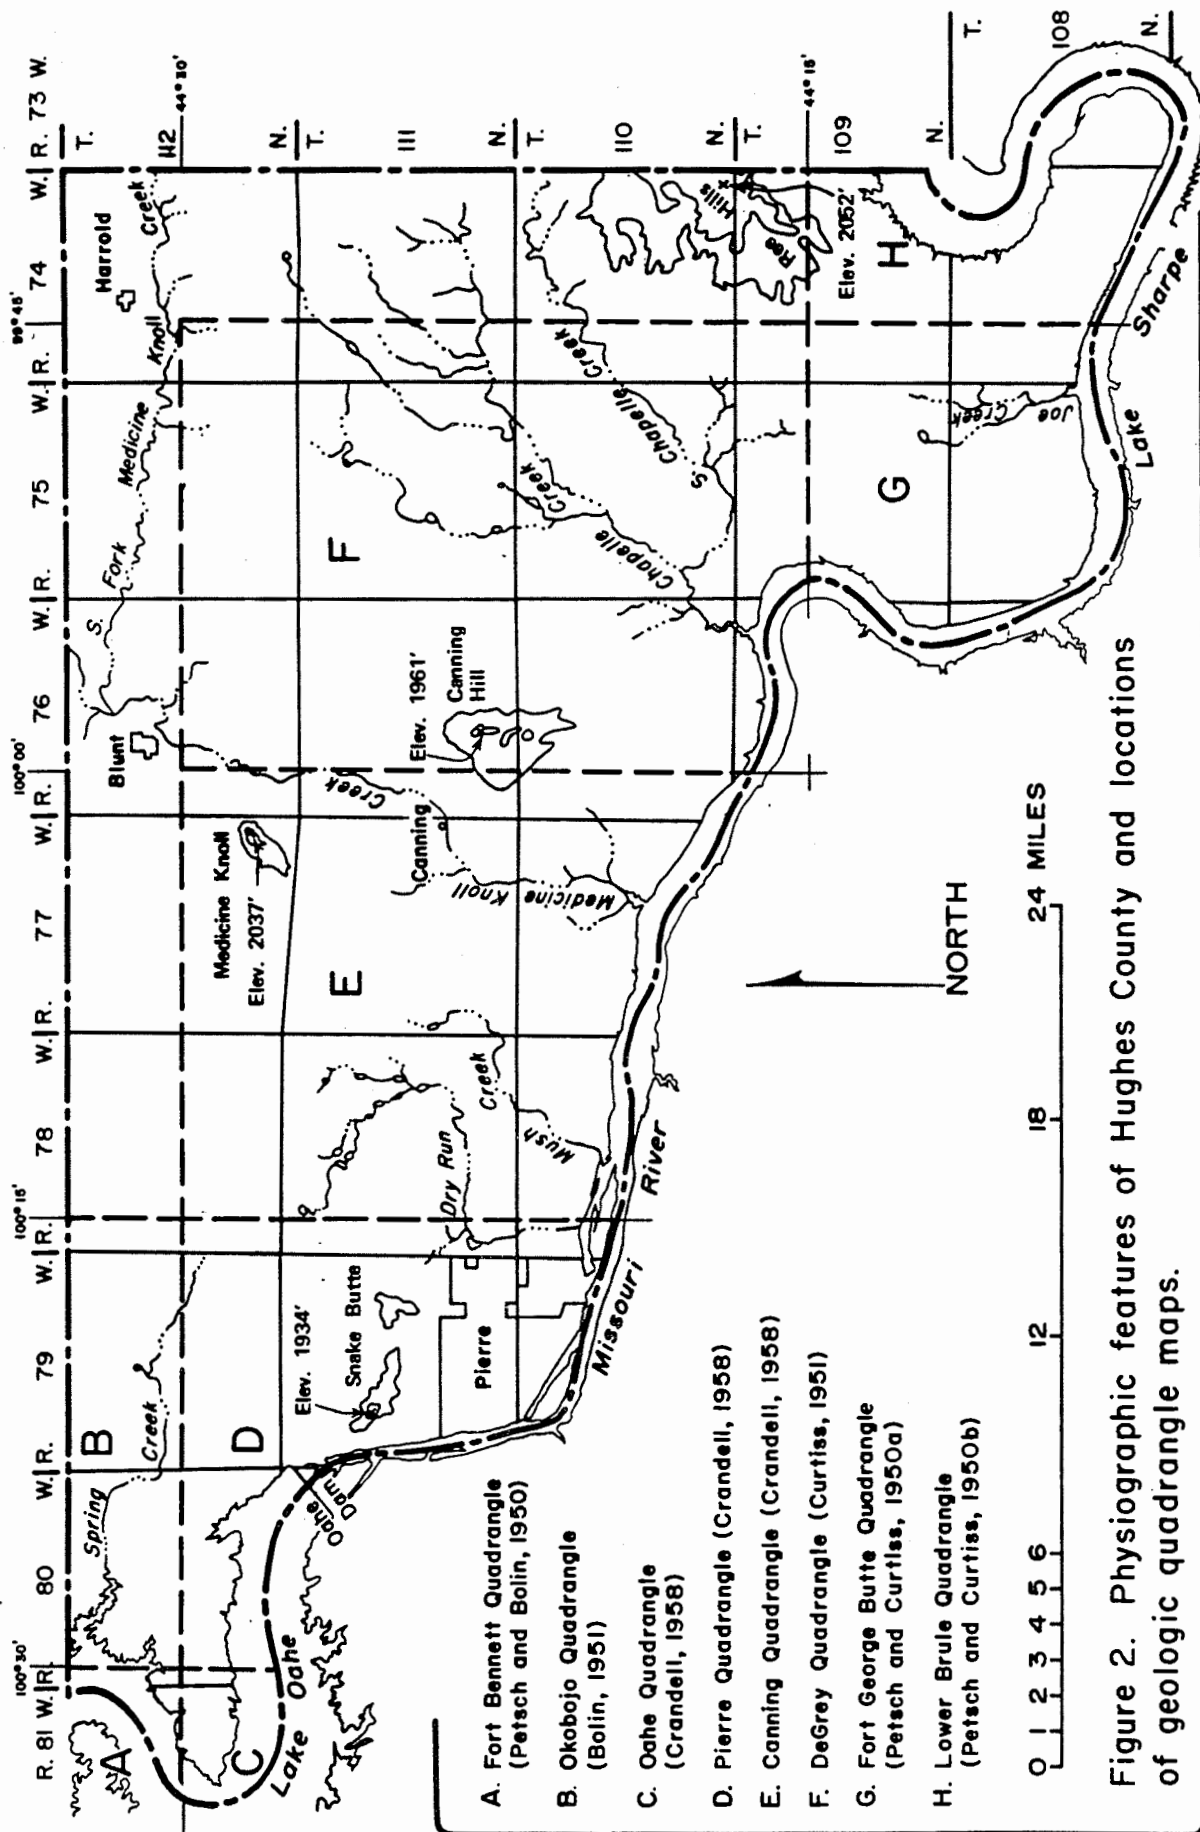 R. 81 W.
R. 80 W.
R. 79 W.
R. 78 W.
R. 77 W.
R. 76 W.
R. 75 W.
R. 74 W.
R. 73 W.
100°30'
100°15'
100°00'
99°45'
T.
112
44°30'
N.
T.
111
N.
T.
110
N.
T.
44°15'
109
N.
T.
108
N.
A
B
C
D
E
F
G
H
Spring
Creek
Lake Oahe
Oahe
Dam
Elev. 1934'
Snake Butte
Pierre
Dry Run
Mush
Creek
Missouri
River
Medicine Knoll
Elev. 2037'
Canning
Medicine
Knoll
Creek
Blunt
Elev. 1961'
Canning
Hill
S.
Fork
Medicine
Knoll
Creek
Harrold
Chapelle
Creek
S.
Chapelle
Creek
Ree
Hills
Elev. 2052'
Joe
Creek
Lake
Sharpe
A. Fort Bennett Quadrangle
(Petsch and Bolin, 1950)
B. Okobojo Quadrangle
(Bolin, 1951)
C. Oahe Quadrangle
(Crandell, 1958)
D. Pierre Quadrangle (Crandell, 1958)
E. Canning Quadrangle (Crandell, 1958)
F. DeGrey Quadrangle (Curtiss, 1951)
G. Fort George Butte Quadrangle
(Petsch and Curtiss, 1950a)
H. Lower Brule Quadrangle
(Petsch and Curtiss, 1950b)
NORTH
0 1 2 3 4 5 6 12 18 24 MILES
Figure 2. Physiographic features of Hughes County and locations
of geologic quadrangle maps.